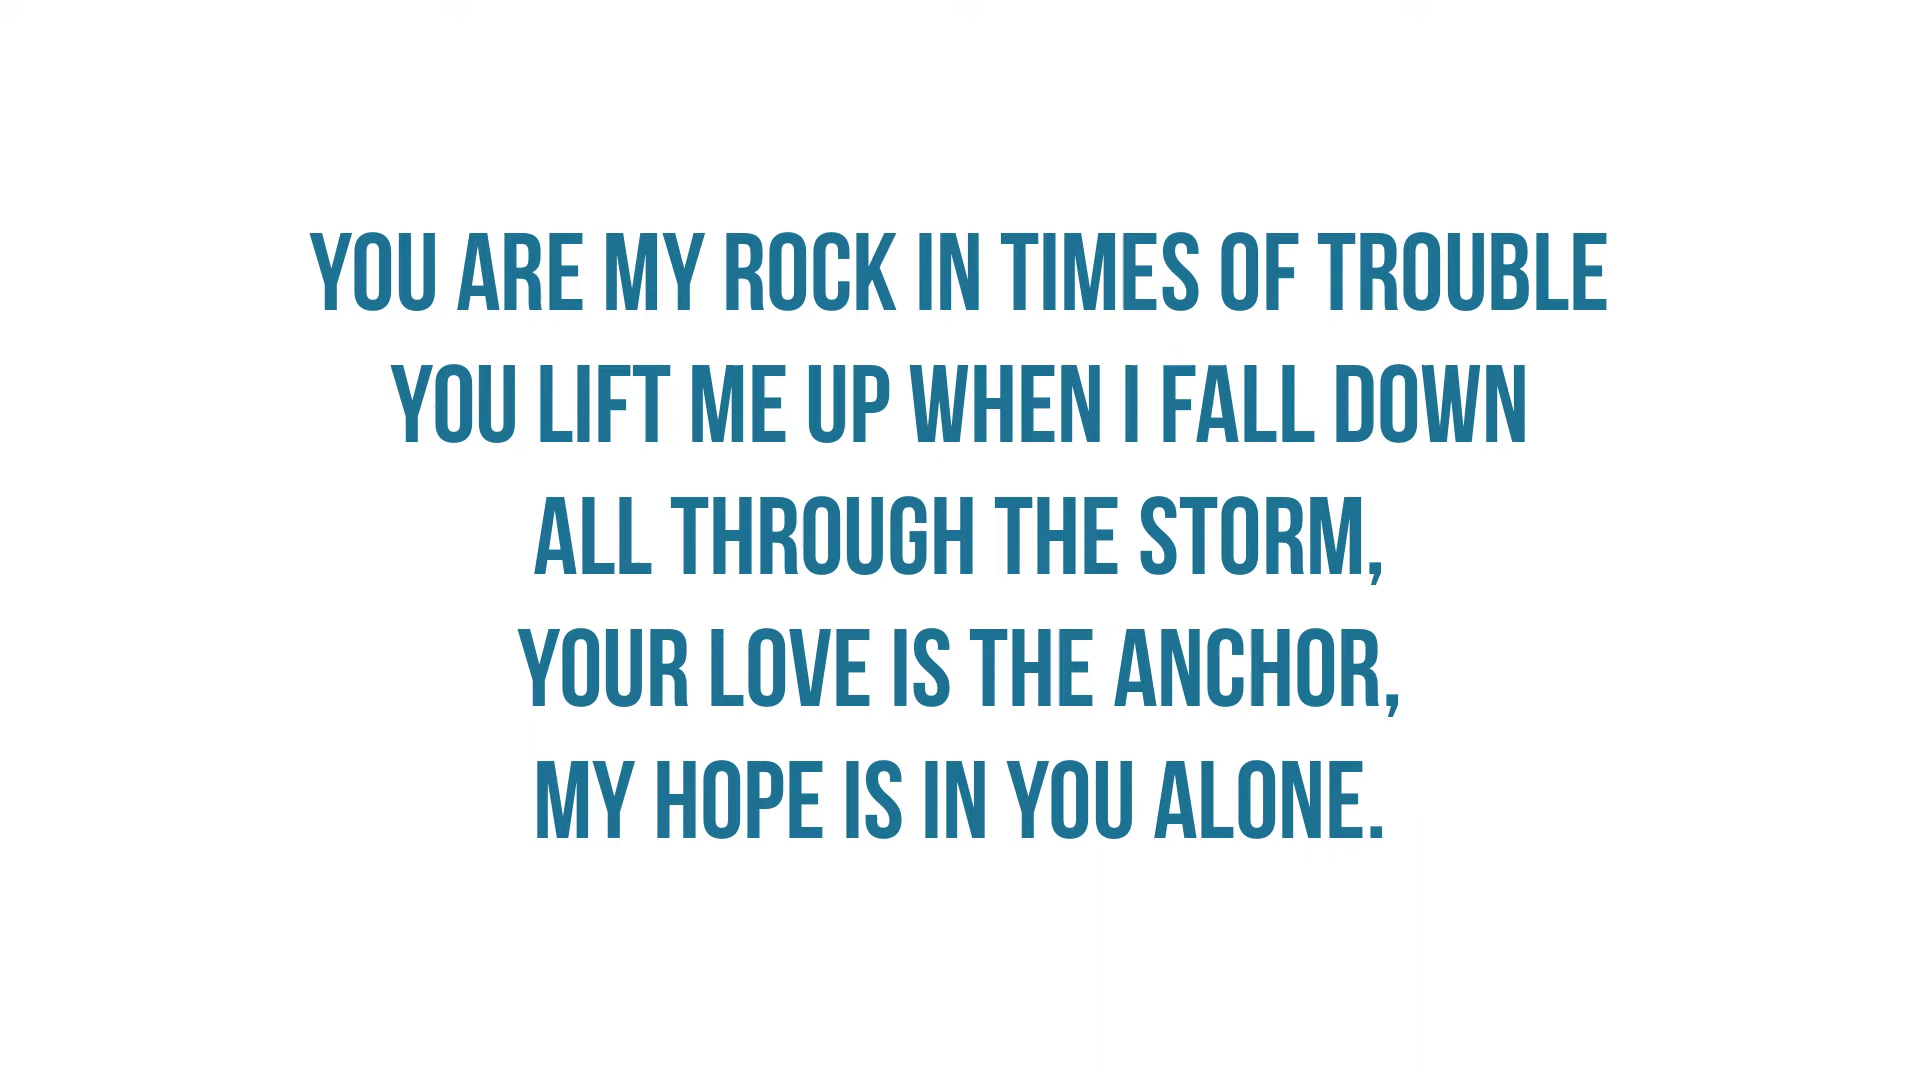 YOU ARE MY ROCK IN TIMES OF TROUBLE
YOU LIFT ME UP WHEN I FALL DOWN
ALL THROUGH THE STORM,
YOUR LOVE IS THE ANCHOR,
MY HOPE IS IN YOU ALONE.